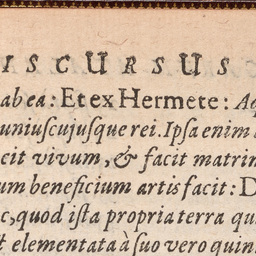 ISCURSUS
ab ea: Et ex Hermete: Aq
uniuscujusque rei. Ipsa enim
cit vivum, & facit matrim
um beneficium artis facit: D
c, quod ista propria terra qu
t elementata à suo vero quin